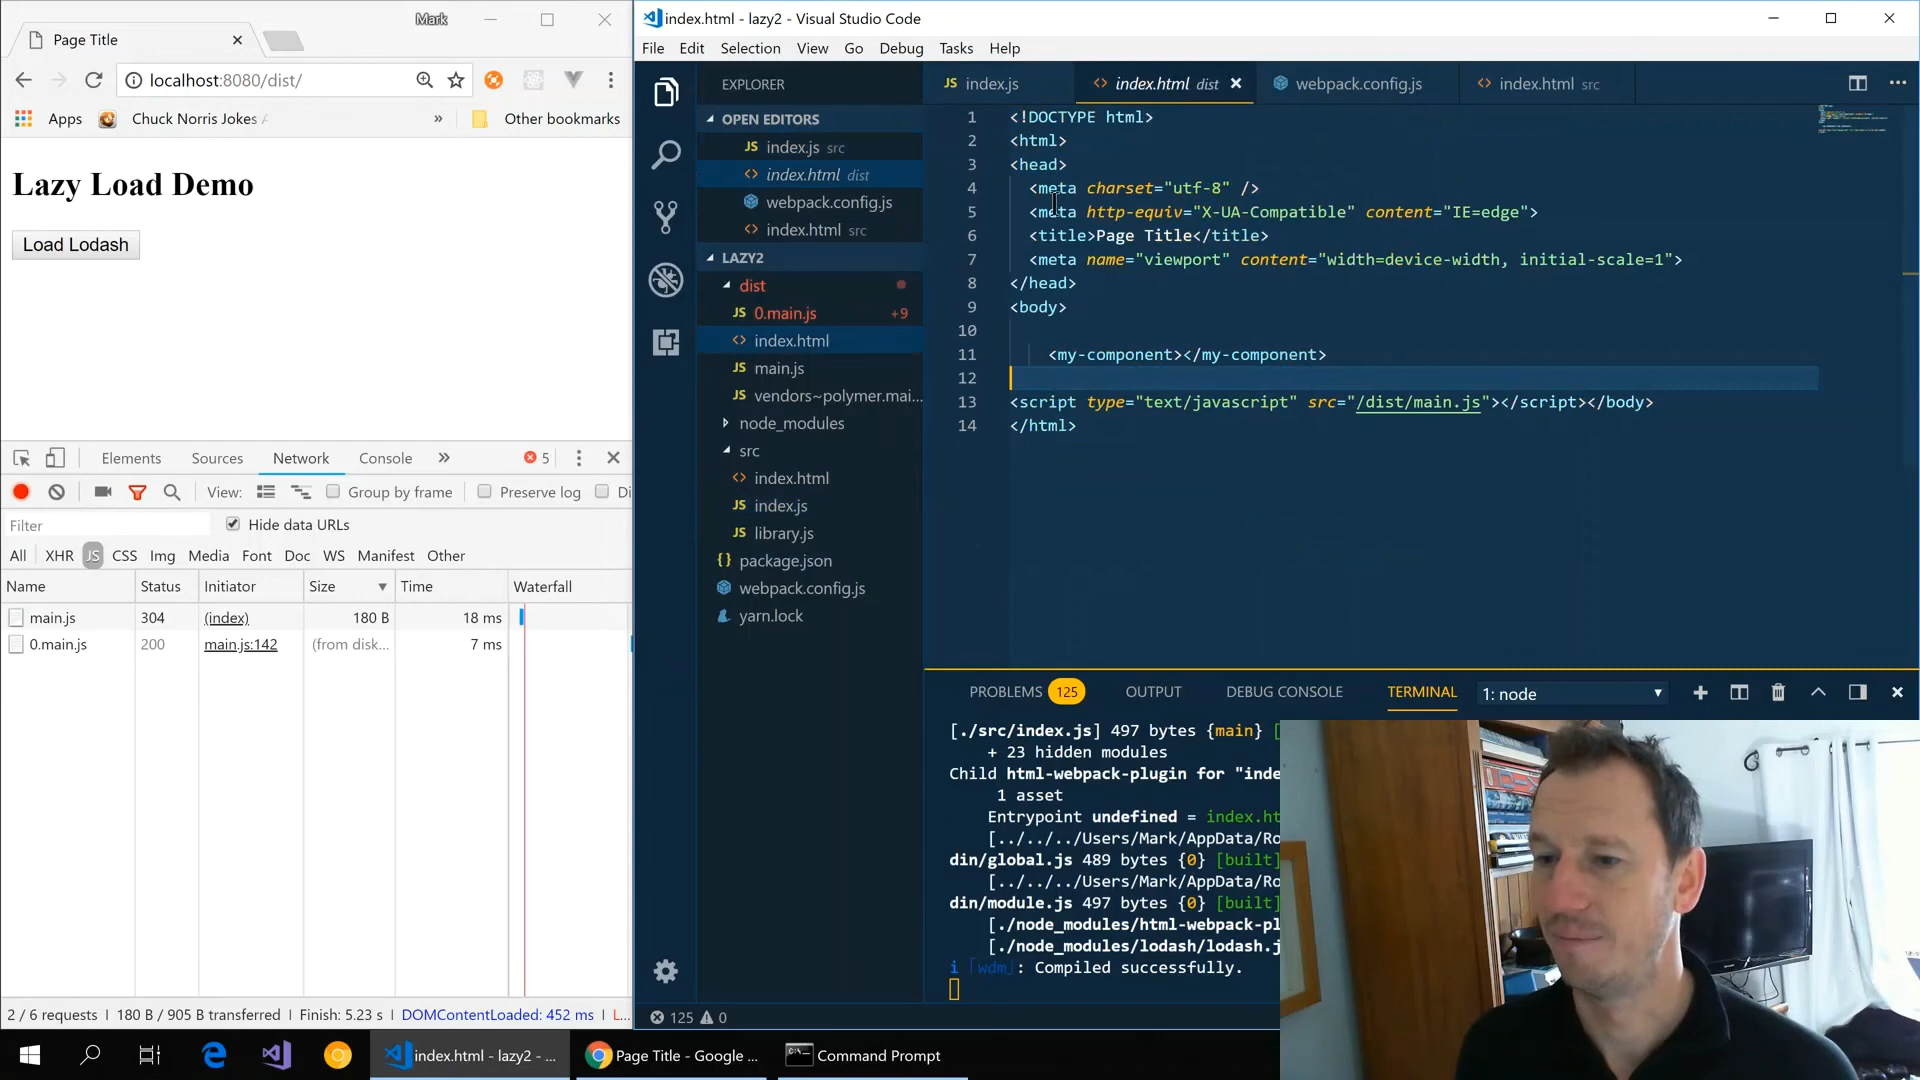 Mark
Page Title
localhost:8080/dist/
Apps
Chuck Norris Jokes
»
Other bookmarks
Lazy Load Demo
Load Lodash
Elements
Sources
Network
Console
»
5
View:
Group by frame
Preserve log
Di
Filter
Hide data URLs
All
XHR
JS
CSS
Img
Media
Font
Doc
WS
Manifest
Other
Name
Status
Initiator
Size
Time
Waterfall
main.js
304
(index)
180 B
18 ms
0.main.js
200
main.js:142
(from disk...
7 ms
2 / 6 requests | 180 B / 905 B transferred | Finish: 5.23 s | DOMContentLoaded: 452 ms | L...
index.html - lazy2 - Visual Studio Code
File Edit Selection View Go Debug Tasks Help
EXPLORER
OPEN EDITORS
JS index.js src
<> index.html dist
webpack.config.js
<> index.html src
LAZY2
dist
JS 0.main.js +9
<> index.html
JS main.js
JS vendors~polymer.mai...
node_modules
src
<> index.html
JS index.js
JS library.js
{} package.json
webpack.config.js
yarn.lock
JS index.js
<> index.html dist
webpack.config.js
<> index.html src
1 <!DOCTYPE html>
2 <html>
3 <head>
4 <meta charset="utf-8" />
5 <meta http-equiv="X-UA-Compatible" content="IE=edge">
6 <title>Page Title</title>
7 <meta name="viewport" content="width=device-width, initial-scale=1">
8 </head>
9 <body>
10
11 <my-component></my-component>
12
13 <script type="text/javascript" src="/dist/main.js"></script></body>
14 </html>
PROBLEMS 125
OUTPUT
DEBUG CONSOLE
TERMINAL
1: node
[./src/index.js] 497 bytes {main} [
+ 23 hidden modules
Child html-webpack-plugin for "inde
1 asset
Entrypoint undefined = index.ht
[../../../Users/Mark/AppData/Ro
din/global.js 489 bytes {0} [built]
[../../../Users/Mark/AppData/Ro
din/module.js 497 bytes {0} [built]
[./node_modules/html-webpack-pl
[./node_modules/lodash/lodash.j
i ｢wdm｣: Compiled successfully.
125 0
index.html - lazy2 - ...
Page Title - Google ...
Command Prompt